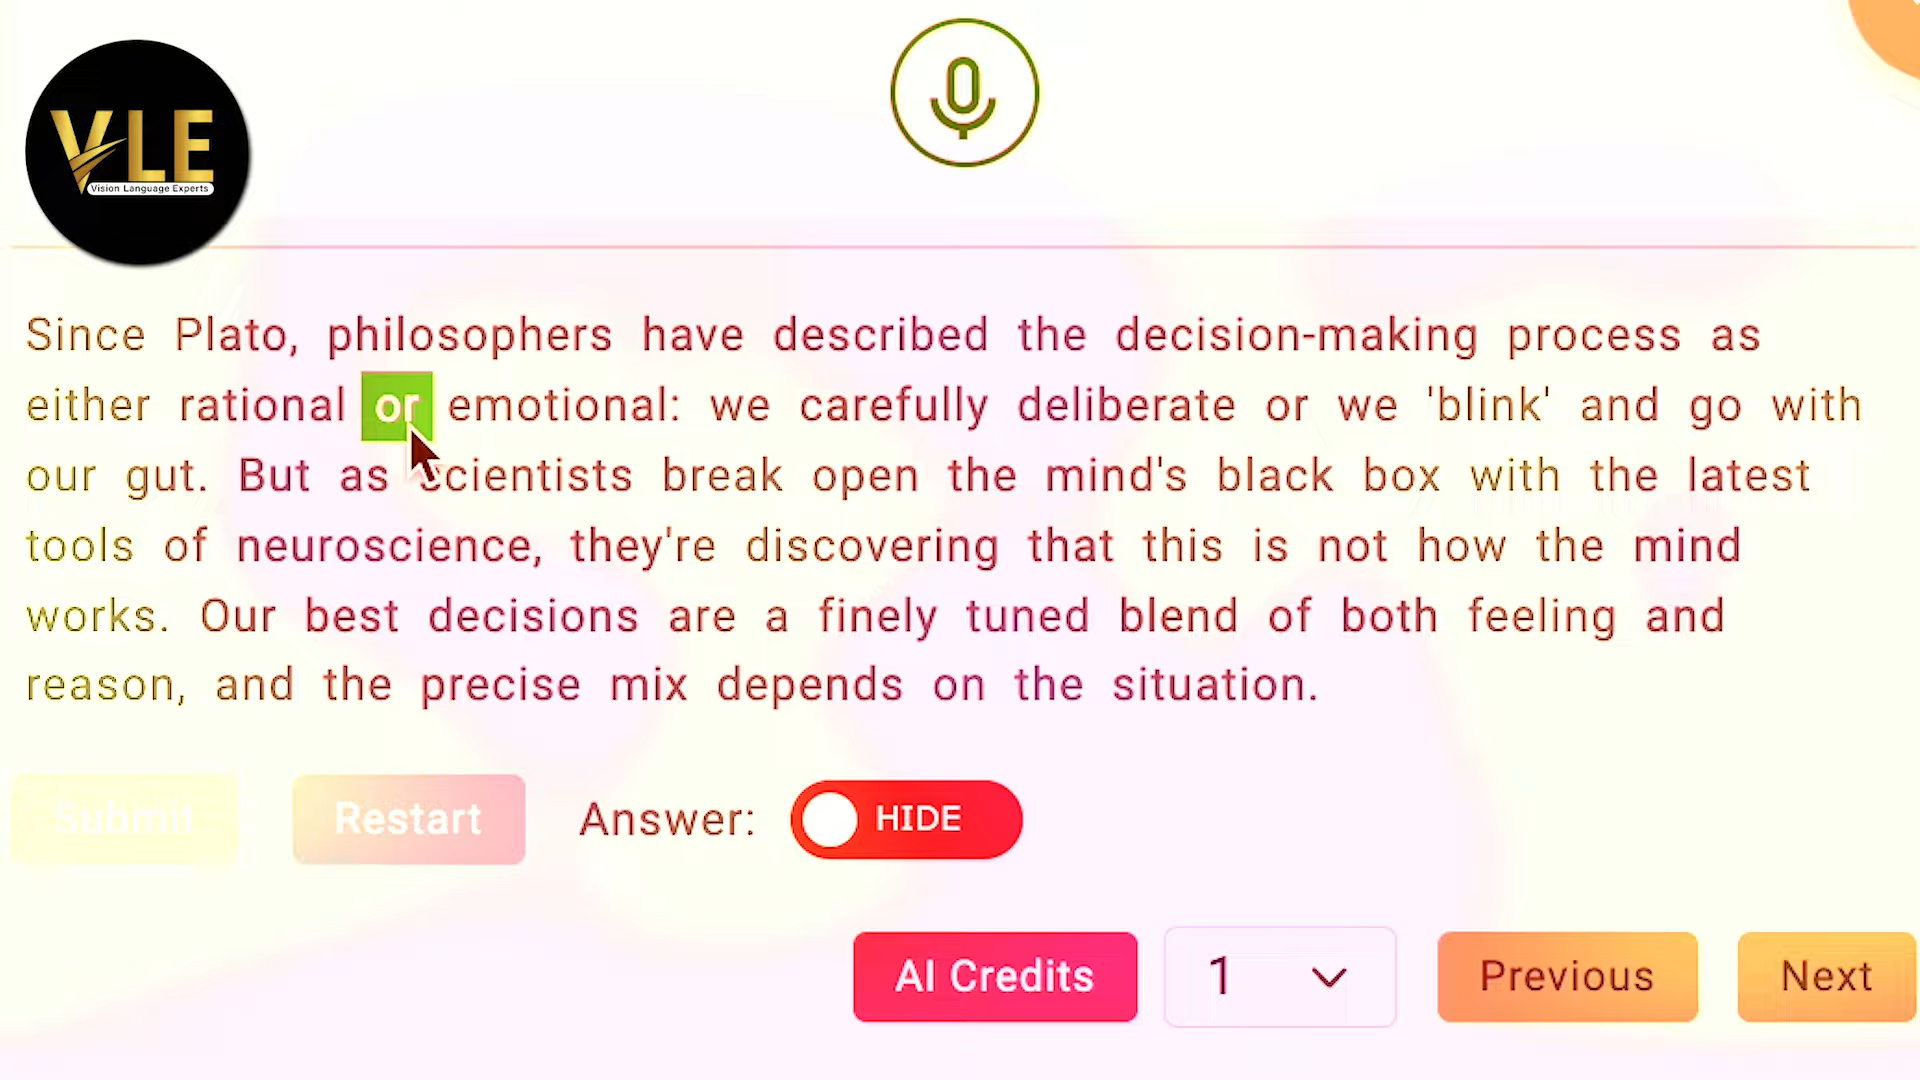 VLE
Vision Language Experts
Since Plato, philosophers have described the decision-making process as
either rational or emotional: we carefully deliberate or we 'blink' and go with
our gut. But as scientists break open the mind's black box with the latest
tools of neuroscience, they're discovering that this is not how the mind
works. Our best decisions are a finely tuned blend of both feeling and
reason, and the precise mix depends on the situation.
Submit Restart Answer: HIDE
AI Credits 1 Previous Next